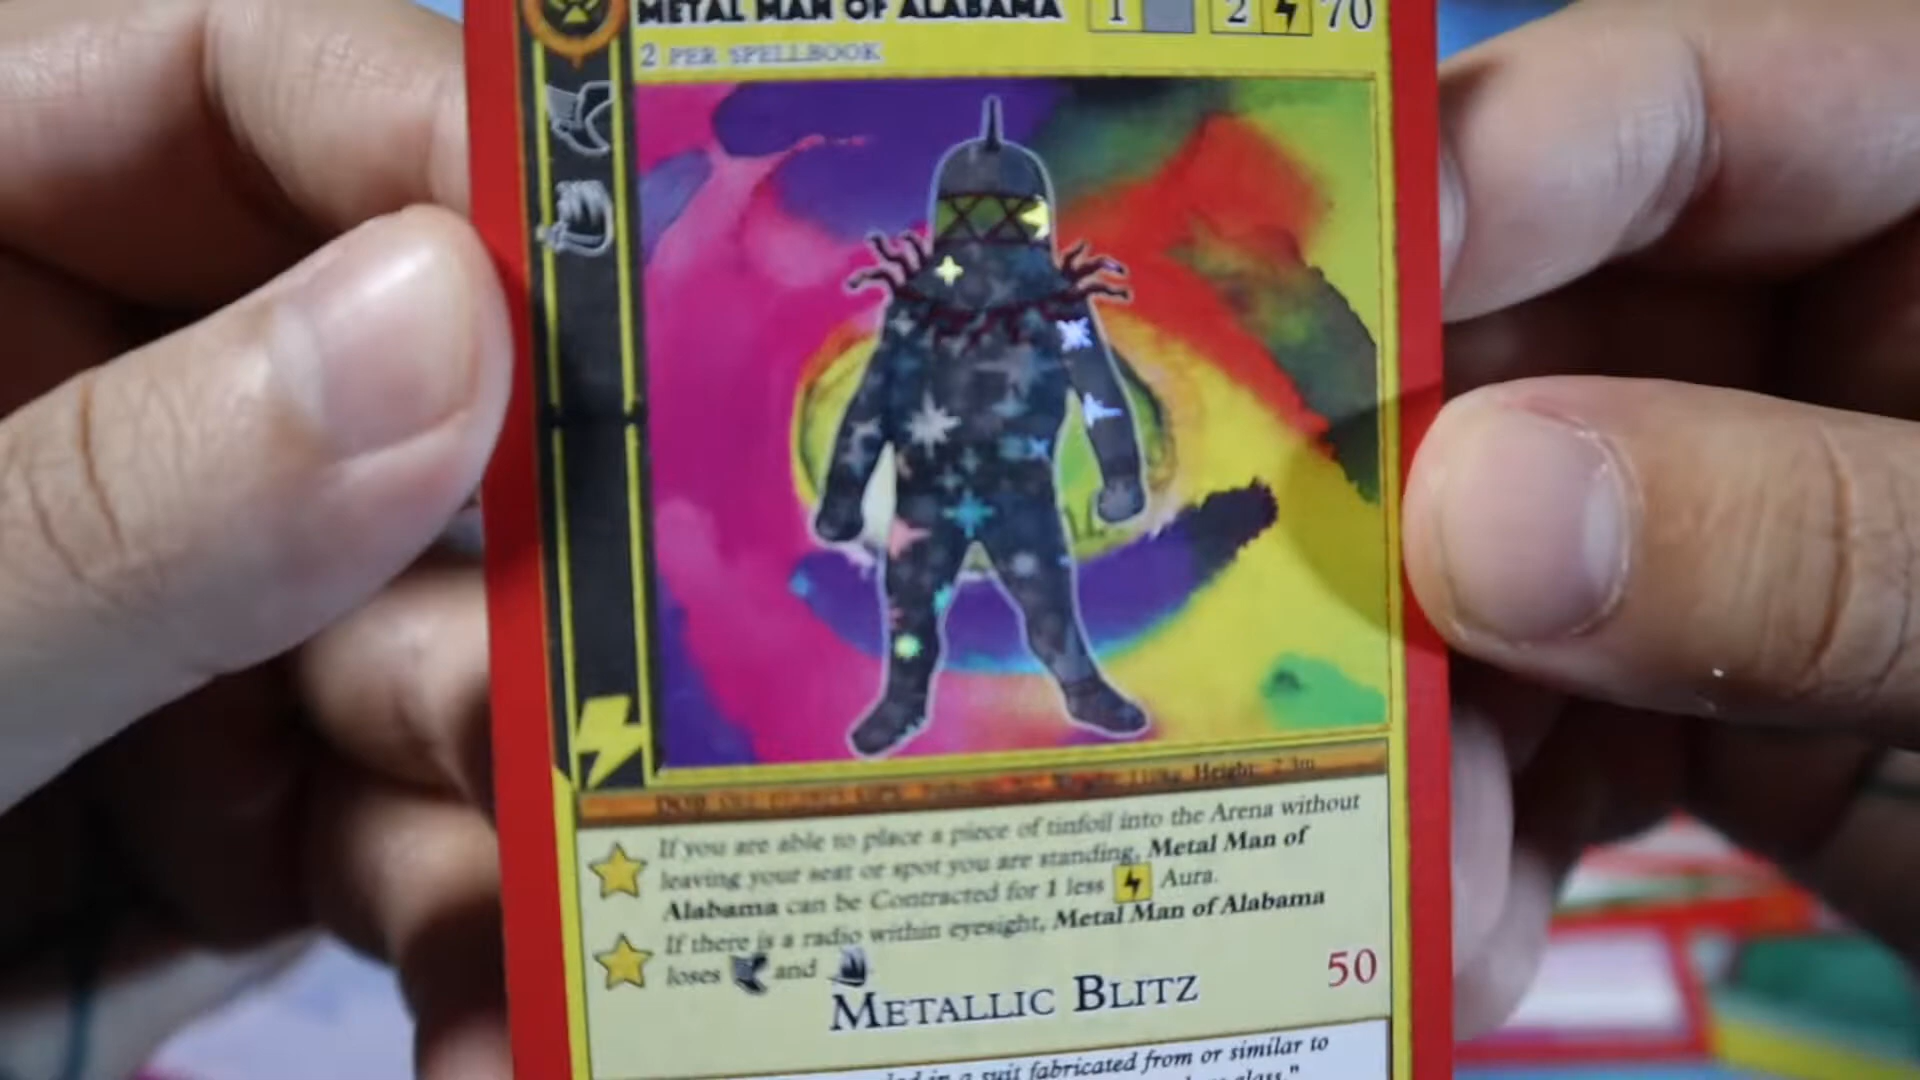 METAL MAN OF ALABAMA 1 2 70
2 PER SPELLBOOK
Height: 2.3m
If you are able to place a piece of tinfoil into the Arena without
leaving your seat or spot you are standing, Metal Man of
Alabama can be Contracted for 1 less Aura.
If there is a radio within eyesight, Metal Man of Alabama
loses and
METALLIC BLITZ 50
in a suit fabricated from or similar to
glass."